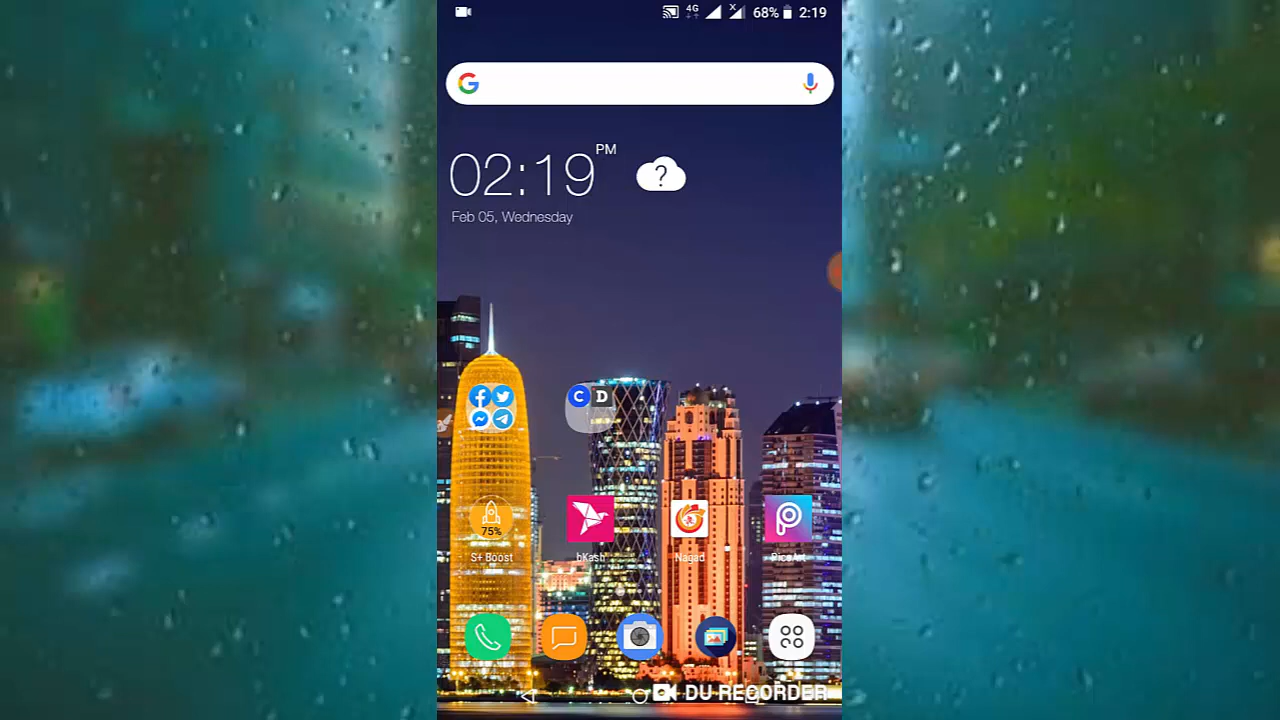 4G
X
68%
2:19
G
02:19 PM
?
Feb 05, Wednesday
C D
75%
S+ Boost
bKash
Nagad
PicsArt
DU RECORDER